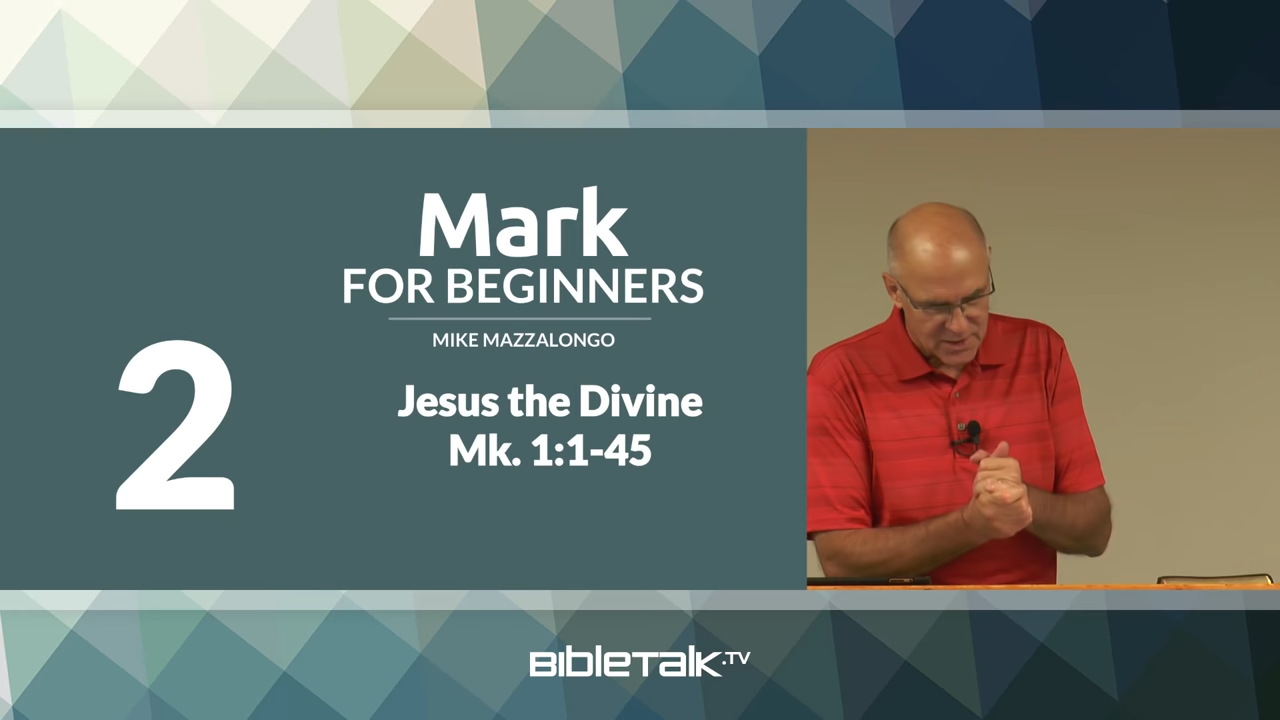 Mark
FOR BEGINNERS
MIKE MAZZALONGO
2
Jesus the Divine
Mk. 1:1-45
BIBLETALK.TV